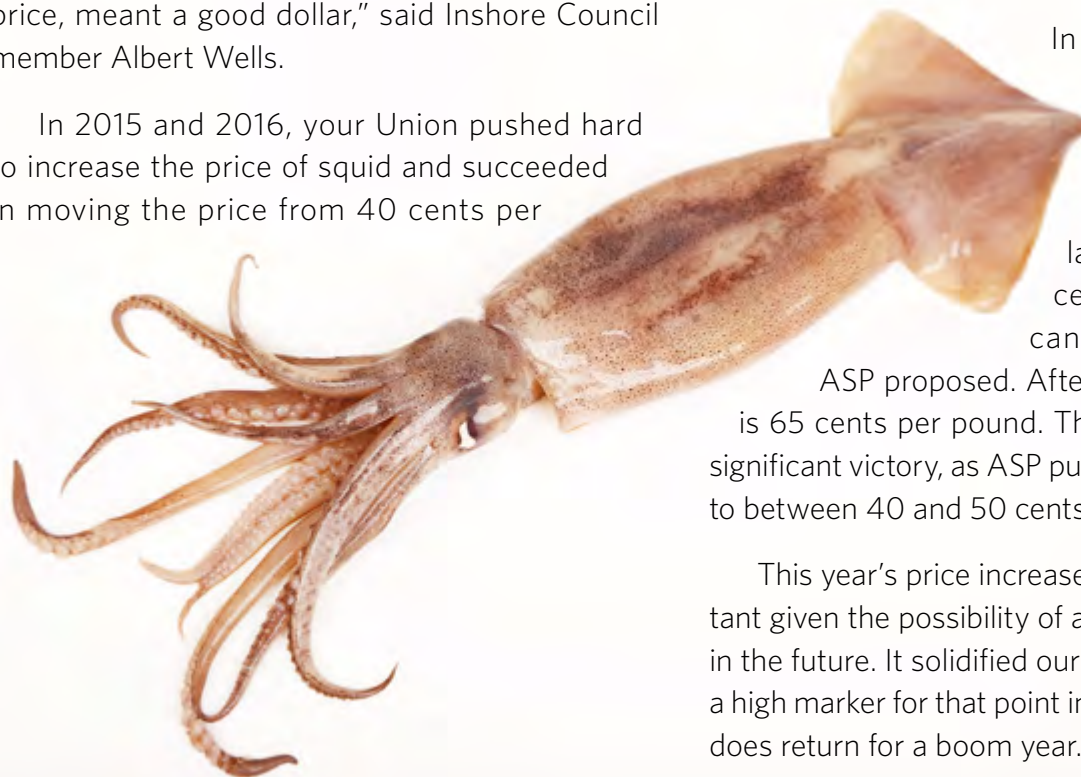 price, meant a good dollar,” said Inshore Council
member Albert Wells.
In 2015 and 2016, your Union pushed hard
o increase the price of squid and succeeded
n moving the price from 40 cents per
In
la
ce
can
ASP proposed. Afte
is 65 cents per pound. Th
significant victory, as ASP pu
to between 40 and 50 cents
This year’s price increase
tant given the possibility of a
in the future. It solidified our
a high marker for that point in
does return for a boom year.